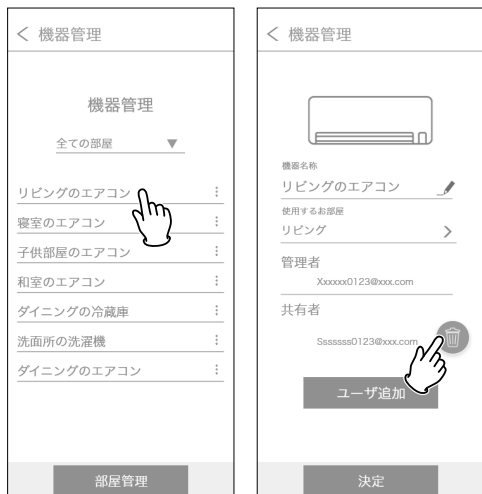 機器管理
機器管理
全ての部屋
リビングのエアコン
寝室のエアコン
子供部屋のエアコン
和室のエアコン
ダイニングの冷蔵庫
洗面所の洗濯機
ダイニングのエアコン
部屋管理
機器管理
機器名称
リビングのエアコン
使用するお部屋
リビング
管理者
Xxxxxx0123@xxx.com
共有者
Sssssss0123@xxx.com
ユーザ追加
決定